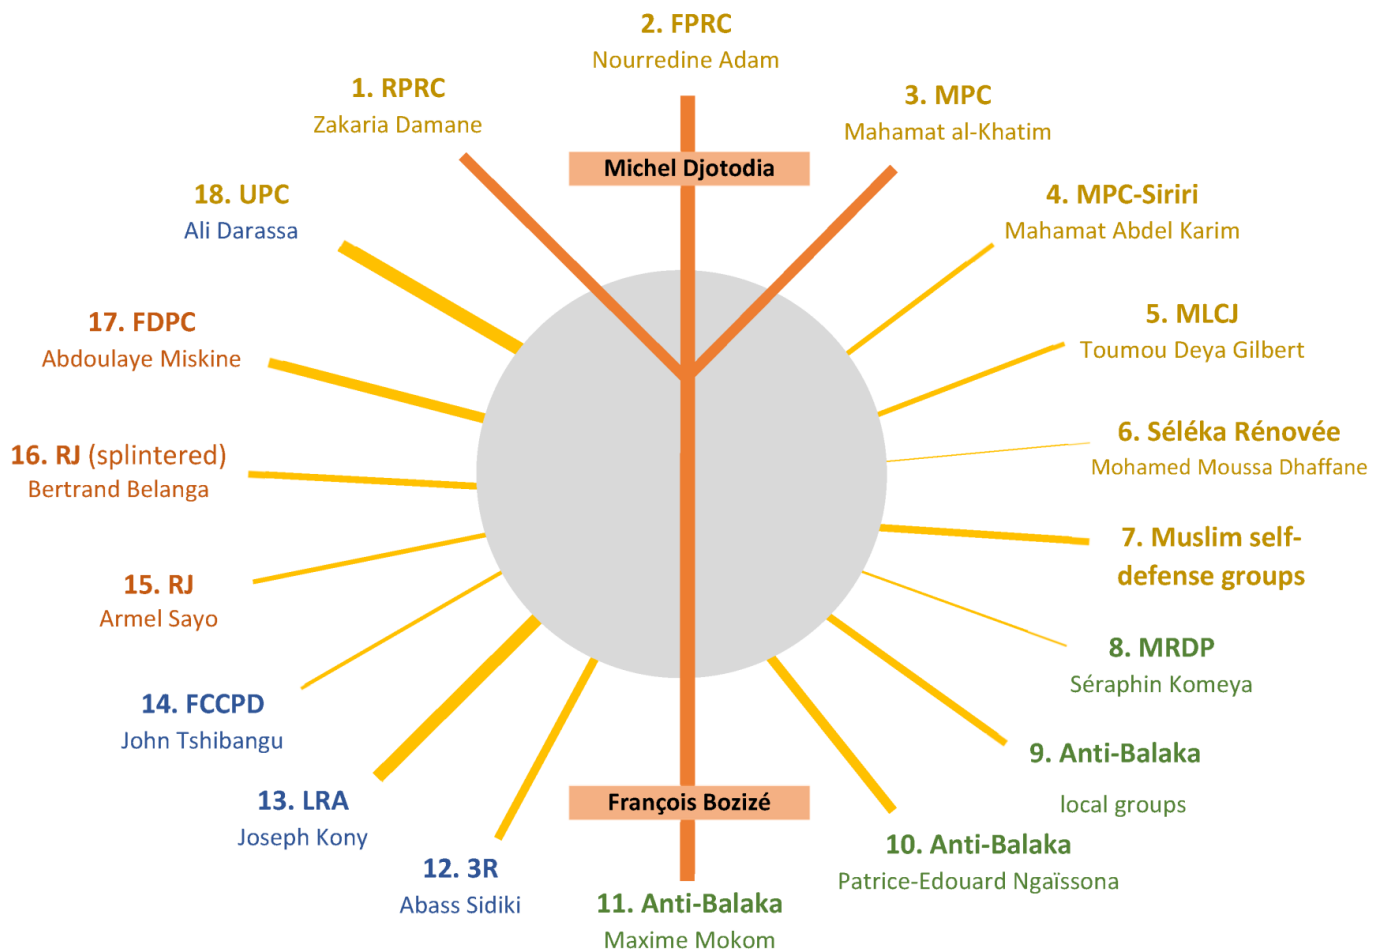 2. FPRC
Nourredine Adam
1. RPRC
Zakaria Damane
3. MPC
Mahamat al-Khatim
Michel Djotodia
18. UPC
Ali Darassa
4. MPC-Siriri
Mahamat Abdel Karim
17. FDPC
Abdoulaye Miskine
5. MLCJ
Toumou Deya Gilbert
16. RJ (splintered)
Bertrand Belanga
6. Séléka Rénovée
Mohamed Moussa Dhaffane
7. Muslim self-
defense groups
15. RJ
Armel Sayo
8. MRDP
Séraphin Komeya
14. FCCPD
John Tshibangu
9. Anti-Balaka
local groups
13. LRA
Joseph Kony
François Bozizé
10. Anti-Balaka
Patrice-Edouard Ngaïssona
12. 3R
Abass Sidiki
11. Anti-Balaka
Maxime Mokom